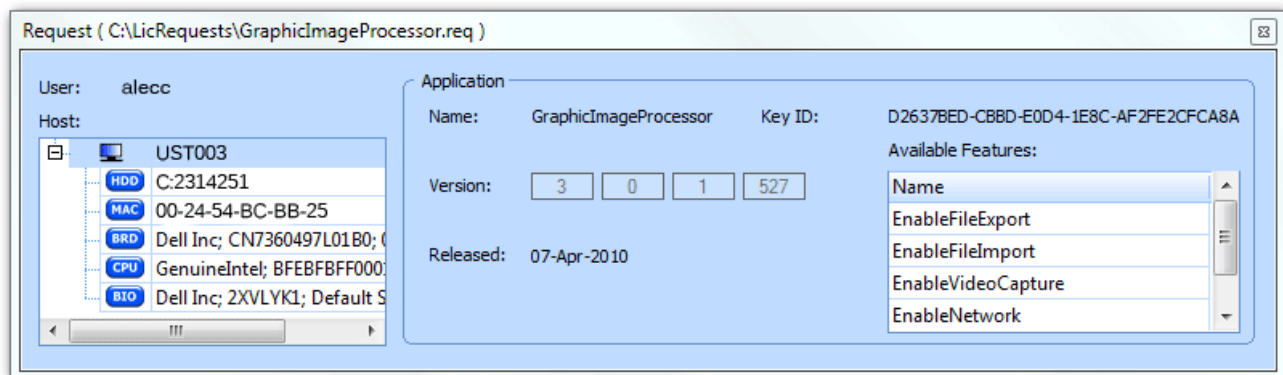 Request ( C:\LicRequests\GraphicImageProcessor.req )
User: alecc
Host:
UST003
HDD C:2314251
MAC 00-24-54-BC-BB-25
BRD Dell Inc; CN7360497L01B0;
CPU GenuineIntel; BFEBFBFF000
BIO Dell Inc; 2XVLYK1; Default S
Application
Name: GraphicImageProcessor Key ID: D2637BED-CBBD-E0D4-1E8C-AF2FE2CFCA8A
Version: 3 0 1 527
Released: 07-Apr-2010
Available Features:
Name
EnableFileExport
EnableFileImport
EnableVideoCapture
EnableNetwork